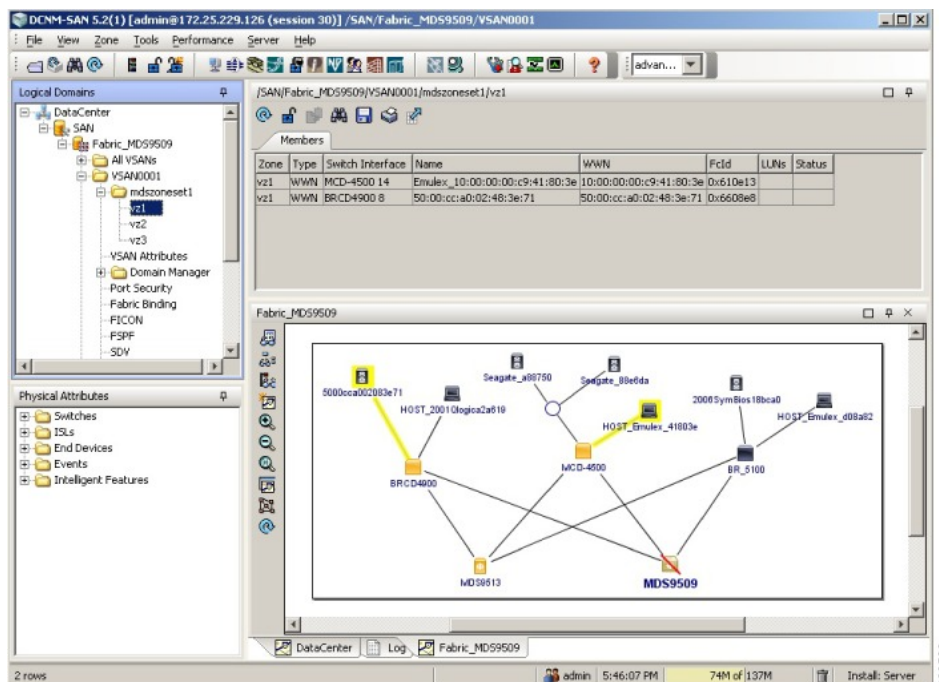 DCNM-SAN 5.2(1) [admin@172.25.229.126 (session 30)] /SAN/Fabric_MDS9509/VSAN0001
File View Zone Tools Performance Server Help
advan...
Logical Domains
DataCenter
SAN
Fabric_MDS9509
All VSANs
VSAN0001
mdszoneset1
vz1
vz2
vz3
VSAN Attributes
Domain Manager
Port Security
Fabric Binding
FICON
FSPF
SDV
Physical Attributes
Switches
ISLs
End Devices
Events
Intelligent Features
/SAN/Fabric_MDS9509/VSAN0001/mdszoneset1/vz1
Members
Zone Type Switch Interface Name WWN FcId LUNs Status
vz1 WWN MCD-4500 14 Emulex_10:00:00:00:c9:41:80:3e 10:00:00:00:c9:41:80:3e 0x610e13
vz1 WWN BRCD4900 8 50:00:cc:a0:02:48:3e:71 50:00:cc:a0:02:48:3e:71 0x6608e8
Fabric_MDS9509
Seagate_a88750
Seagate_88e6da
5000cca002083e71
HOST_2001Qlogica2a619
HOST_Emulex_41803e
2006SymBios18bca0
HOST_Emulex_d08a82
BRCD4900
MCD-4500
BR_5100
MDS9513
MDS9509
DataCenter
Log
Fabric_MDS9509
2 rows
admin 5:46:07 PM 74M of 137M Install: Server